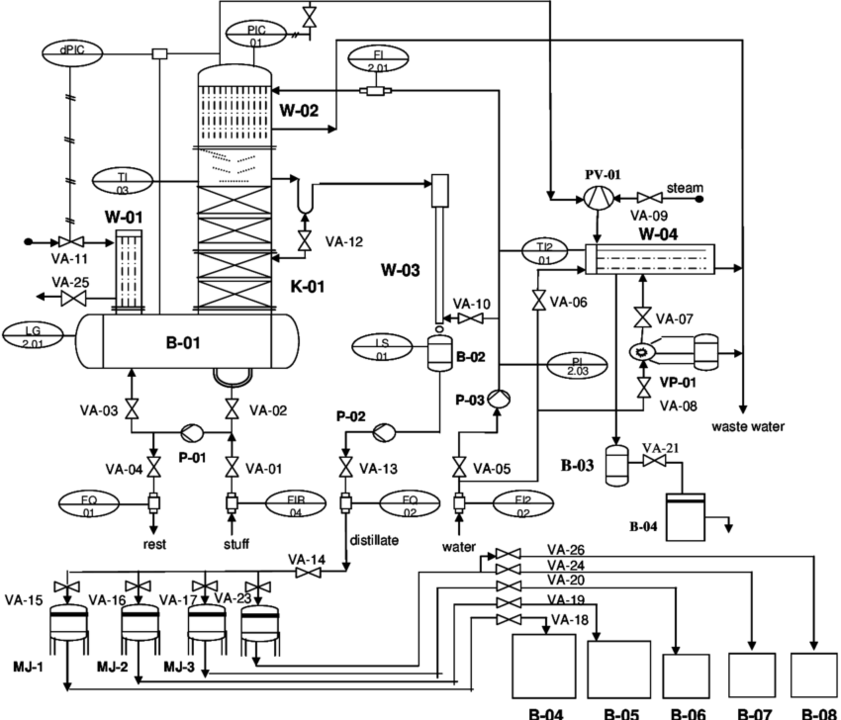 PIC
01
dPIC
FI
2.01
W-02
TI
03
PV-01
steam
VA-09
W-01
W-04
VA-11
VA-12
TI2
01
VA-25
W-03
K-01
VA-10
VA-06
VA-07
LG
2.01
B-01
LS
01
B-02
PI
2.03
VP-01
VA-08
P-03
VA-03
VA-02
P-02
waste water
P-01
VA-21
VA-04
VA-01
VA-13
VA-05
B-03
01
FIR
04
02
FI2
02
B-04
rest
stuff
distillate
water
VA-14
VA-26
VA-24
VA-20
VA-19
VA-18
VA-15
VA-16
VA-17
VA-23
MJ-1
MJ-2
MJ-3
B-04
B-05
B-06
B-07
B-08